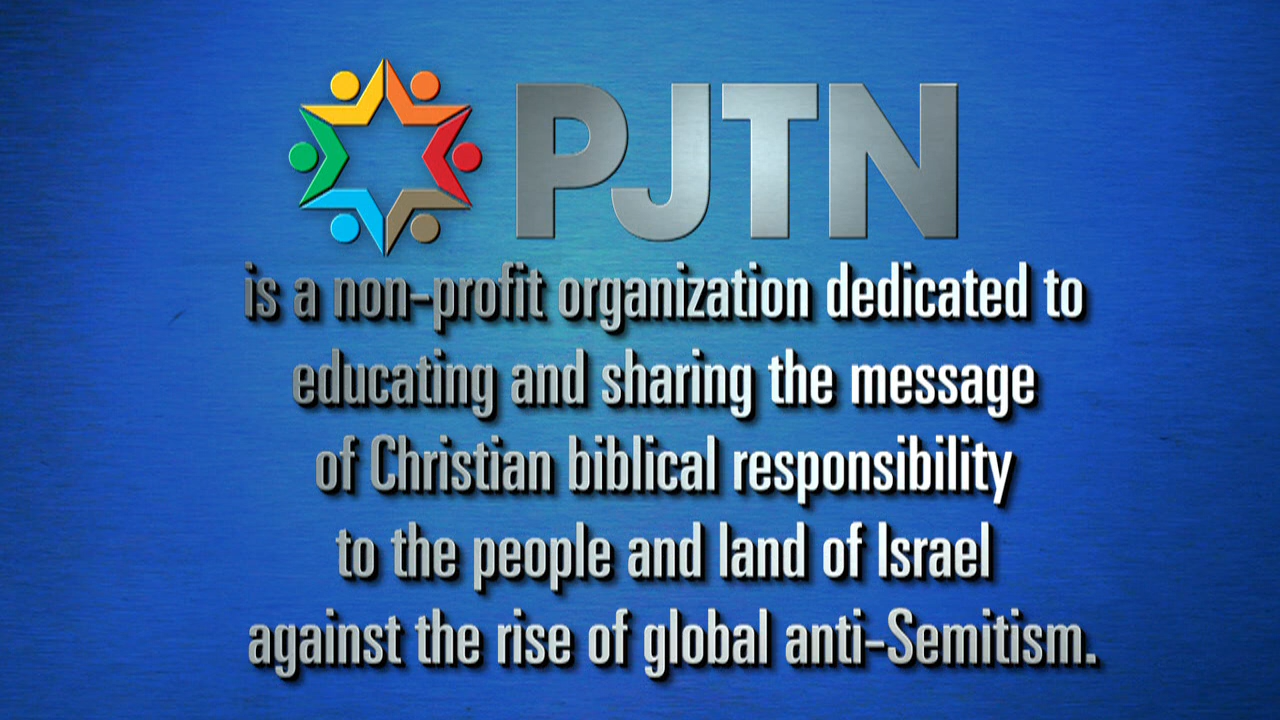 PJTN
is a non-profit organization dedicated to
educating and sharing the message
of Christian biblical responsibility
to the people and land of Israel
against the rise of global anti-Semitism.